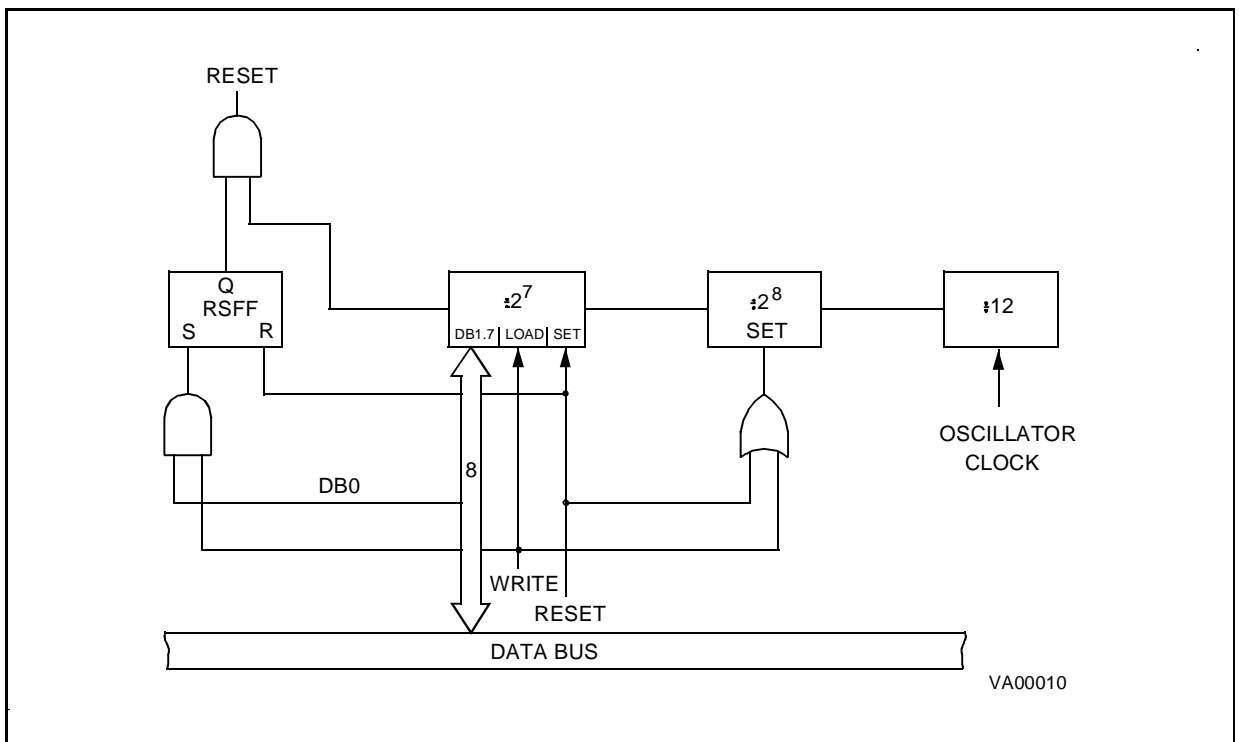 RESET
Q
RSFF
S R
÷2^7
DB1.7 LOAD SET
÷2^8
SET
÷12
OSCILLATOR
CLOCK
8
DB0
WRITE
RESET
DATA BUS
VA00010